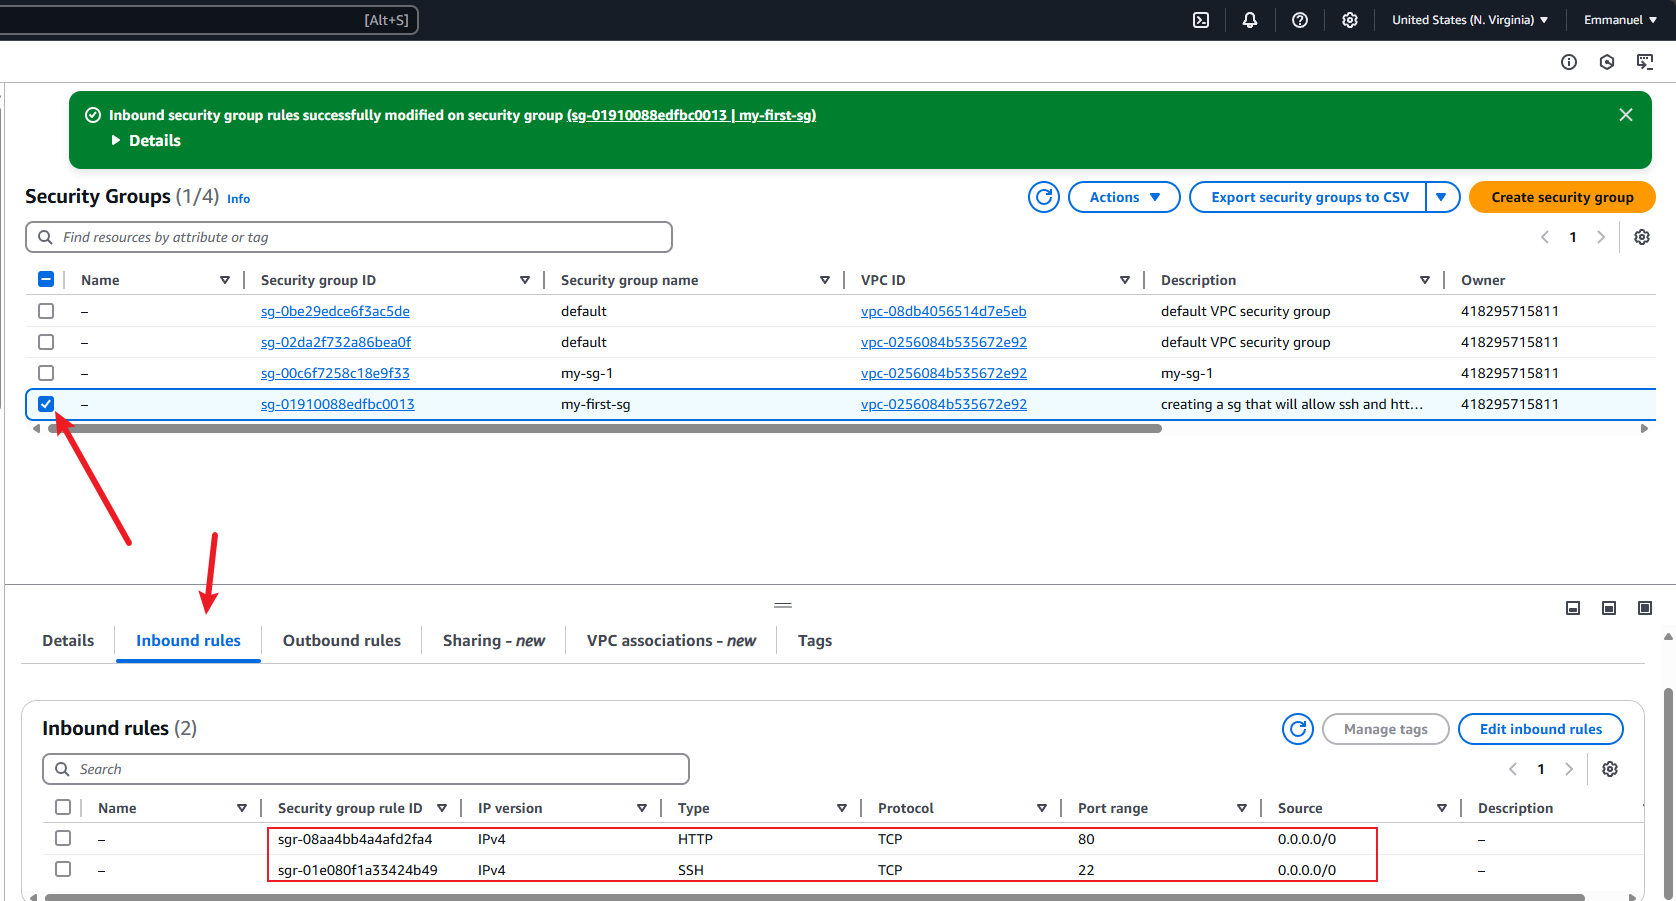 [Alt+S] United States (N. Virginia) Emmanuel
Inbound security group rules successfully modified on security group (sg-01910088edfbc0013 | my-first-sg)
Details
Security Groups (1/4) Info Actions Export security groups to CSV Create security group
Find resources by attribute or tag 1
Name Security group ID Security group name VPC ID Description Owner
– sg-0be29edce6f3ac5de default vpc-08db4056514d7e5eb default VPC security group 418295715811
– sg-02da2f732a86bea0f default vpc-0256084b535672e92 default VPC security group 418295715811
– sg-00c6f7258c18e9f33 my-sg-1 vpc-0256084b535672e92 my-sg-1 418295715811
– sg-01910088edfbc0013 my-first-sg vpc-0256084b535672e92 creating a sg that will allow ssh and htt... 418295715811
Details Inbound rules Outbound rules Sharing - new VPC associations - new Tags
Inbound rules (2) Manage tags Edit inbound rules
Search 1
Name Security group rule ID IP version Type Protocol Port range Source Description
– sgr-08aa4bb4a4afd2fa4 IPv4 HTTP TCP 80 0.0.0.0/0 –
– sgr-01e080f1a33424b49 IPv4 SSH TCP 22 0.0.0.0/0 –